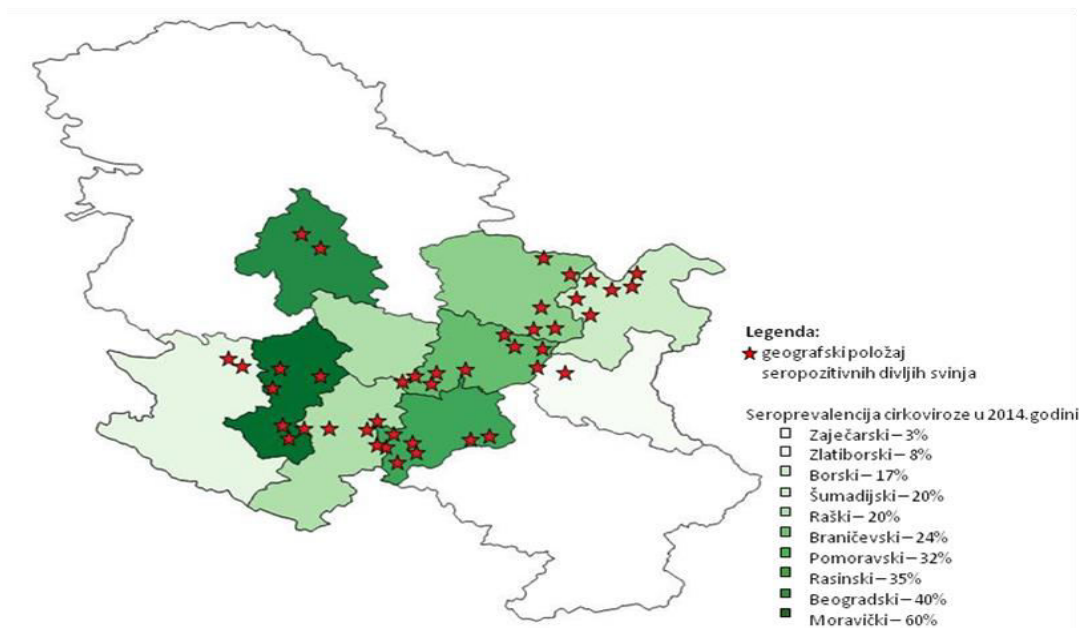 Legenda:
geografski položaj
seropozitivnih divljih svinja
Seroprevalencija cirkoviroze u 2014.godini
Zaječarski – 3%
Zlatiborski – 8%
Borski – 17%
Šumadijski – 20%
Raški – 20%
Braničevski – 24%
Pomoravski – 32%
Rasinski – 35%
Beogradski – 40%
Moravički – 60%